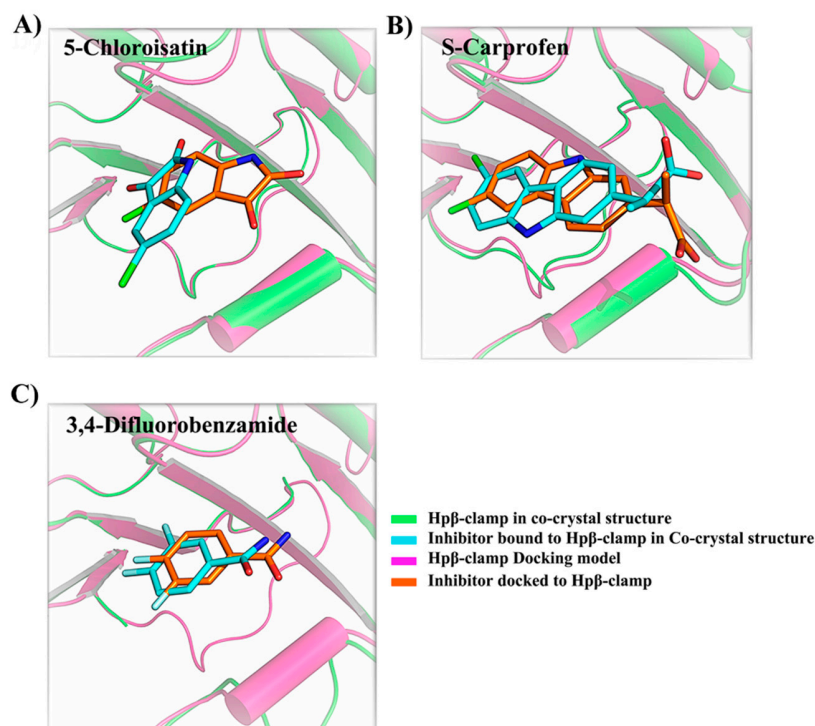 A)
5-Chloroisatin
B)
S-Carprofen
C)
3,4-Difluorobenzamide
Hpβ-clamp in co-crystal structure
Inhibitor bound to Hpβ-clamp in Co-crystal structure
Hpβ-clamp Docking model
Inhibitor docked to Hpβ-clamp